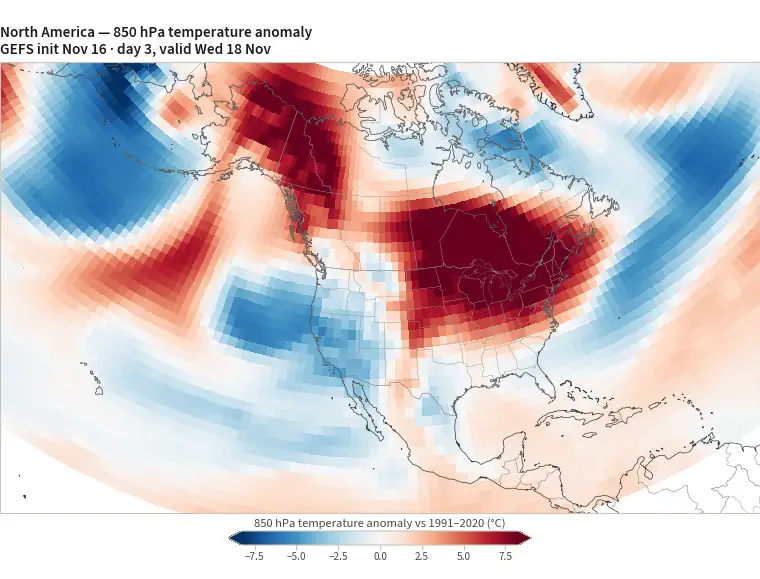 North America — 850 hPa temperature anomaly
GEFS init Nov 16 · day 3, valid Wed 18 Nov
850 hPa temperature anomaly vs 1991–2020 (°C)
−7.5 −5.0 −2.5 0.0 2.5 5.0 7.5